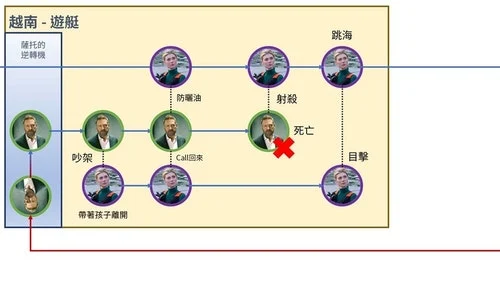 越南 - 遊艇
薩托的
逆轉機
跳海
防曬油
射殺
死亡
吵架
Call回來
目擊
帶著孩子離開